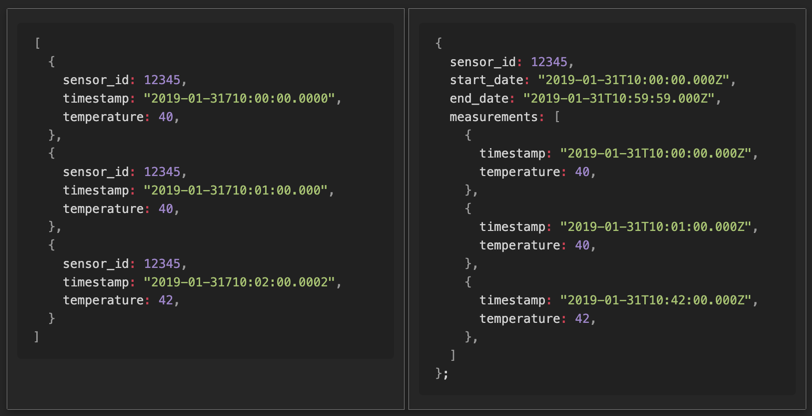 [
{
sensor_id: 12345,
timestamp: "2019-01-31710:00:00.0000",
temperature: 40,
},
{
sensor_id: 12345,
timestamp: "2019-01-31710:01:00.000",
temperature: 40,
},
{
sensor_id: 12345,
timestamp: "2019-01-31710:02:00.0002",
temperature: 42,
}
]
{
sensor_id: 12345,
start_date: "2019-01-31T10:00:00.000Z",
end_date: "2019-01-31T10:59:59.000Z",
measurements: [
{
timestamp: "2019-01-31T10:00:00.000Z",
temperature: 40,
},
{
timestamp: "2019-01-31T10:01:00.000Z",
temperature: 40,
},
{
timestamp: "2019-01-31T10:42:00.000Z",
temperature: 42,
},
]
};